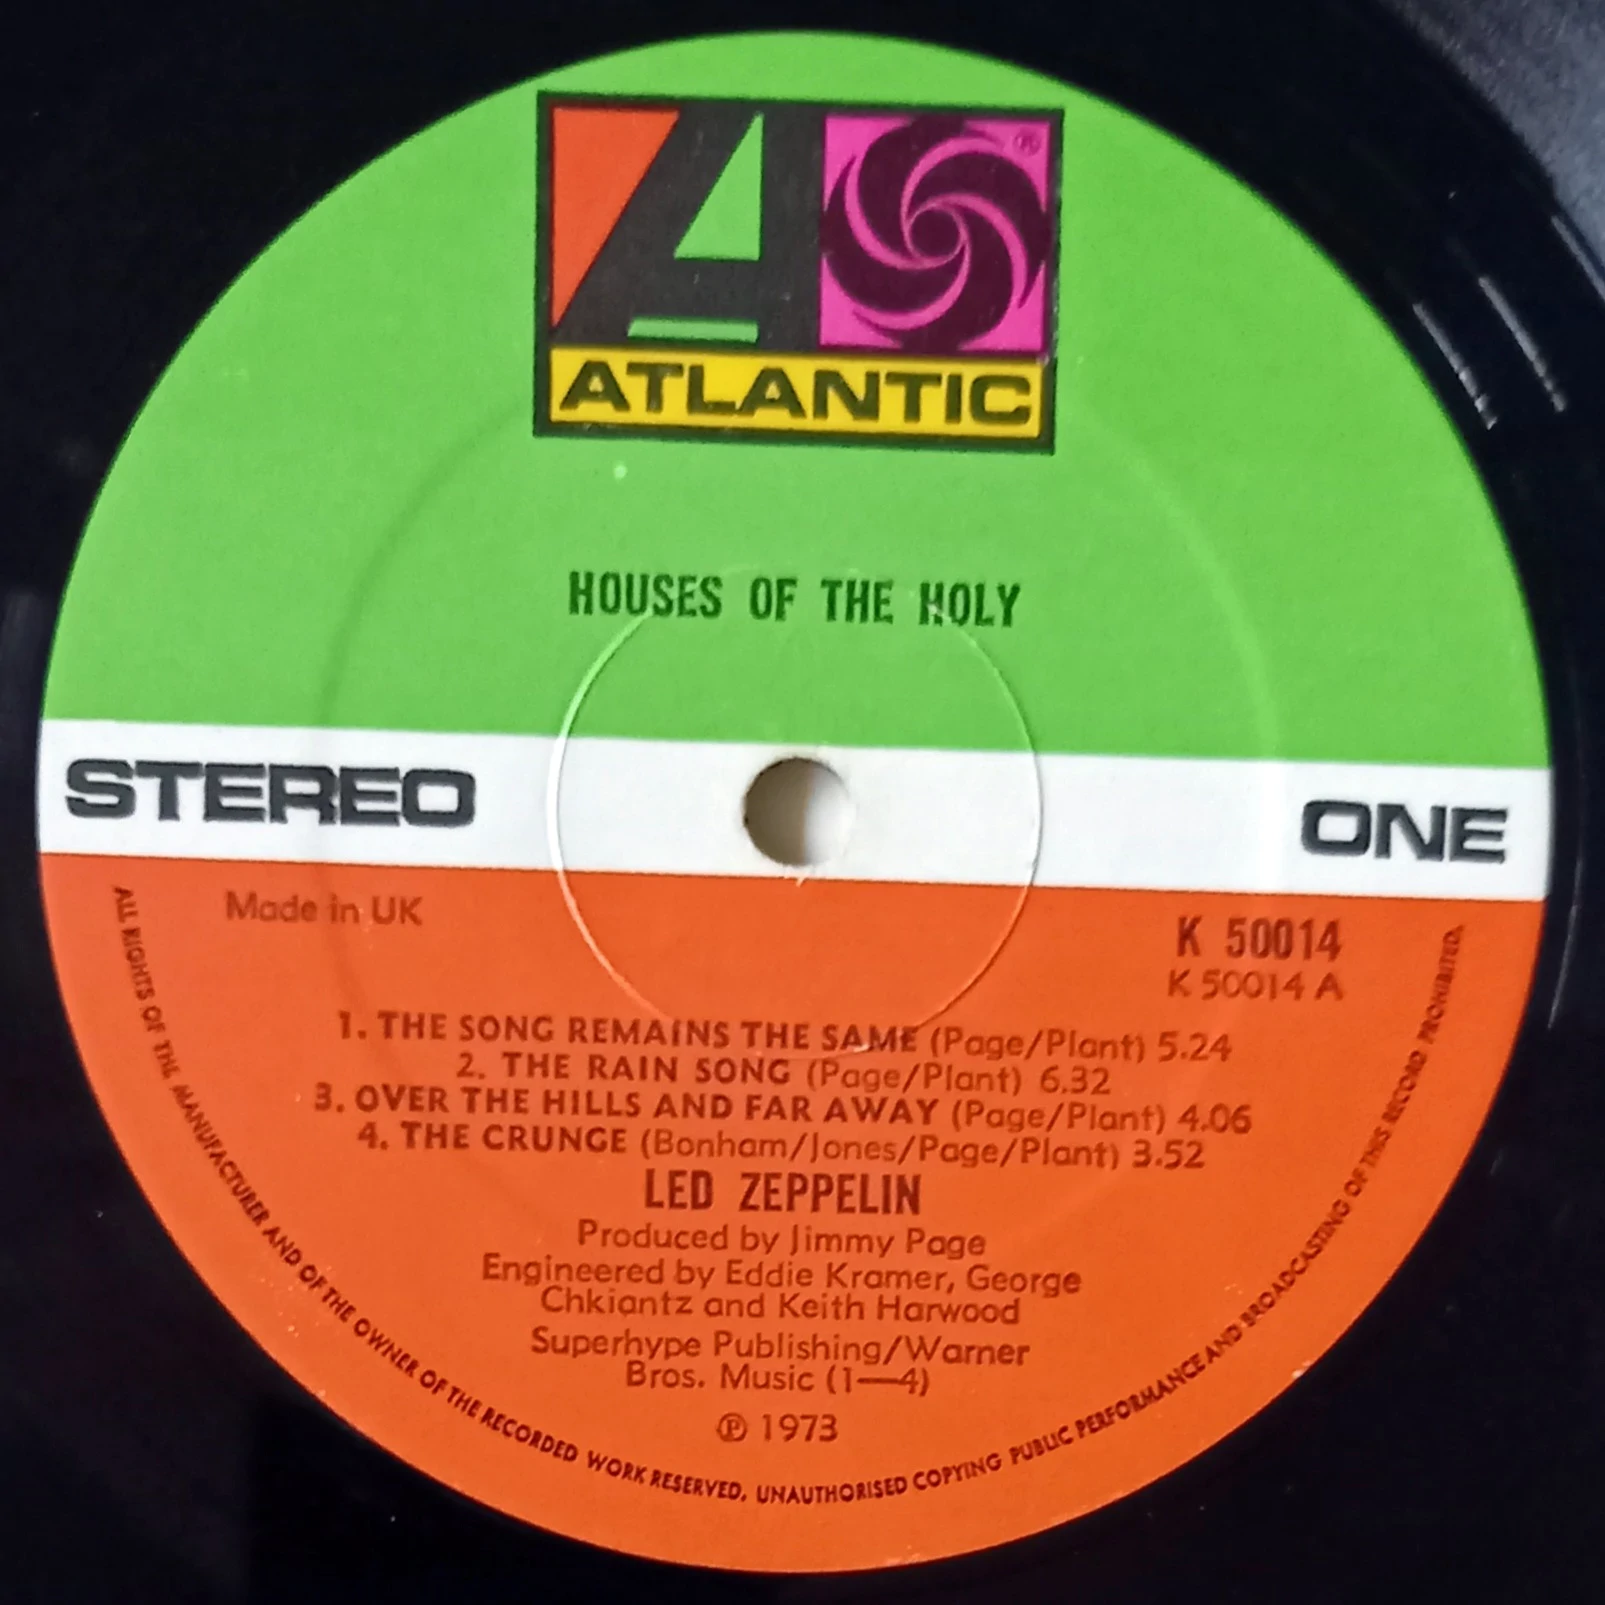 ATLANTIC
®
HOUSES OF THE HOLY
STEREO
ONE
Made in UK
K 50014
K 50014 A
1. THE SONG REMAINS THE SAME (Page/Plant) 5.24
2. THE RAIN SONG (Page/Plant) 6.32
3. OVER THE HILLS AND FAR AWAY (Page/Plant) 4.06
4. THE CRUNGE (Bonham/Jones/Page/Plant) 3.52
LED ZEPPELIN
Produced by Jimmy Page
Engineered by Eddie Kramer, George
Chkiantz and Keith Harwood
Superhype Publishing/Warner
Bros. Music (1—4)
℗ 1973
ALL RIGHTS OF THE MANUFACTURER AND OF THE OWNER OF THE RECORDED WORK RESERVED. UNAUTHORISED COPYING PUBLIC PERFORMANCE AND BROADCASTING OF THIS RECORD PROHIBITED.